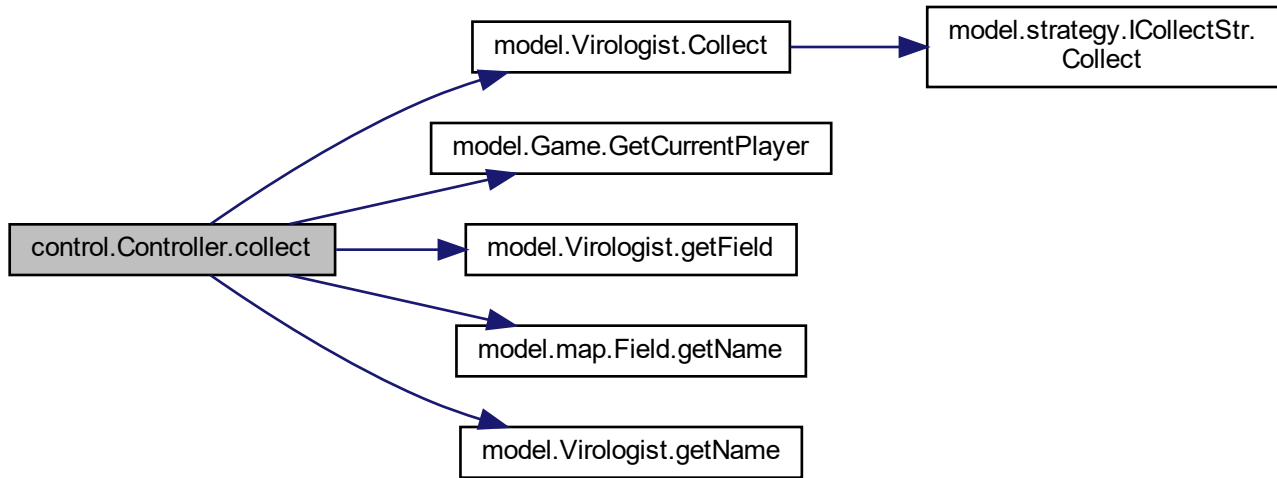 model.Virologist.Collect
model.strategy.ICollectStr.
Collect
model.Game.GetCurrentPlayer
control.Controller.collect
model.Virologist.getField
model.map.Field.getName
model.Virologist.getName